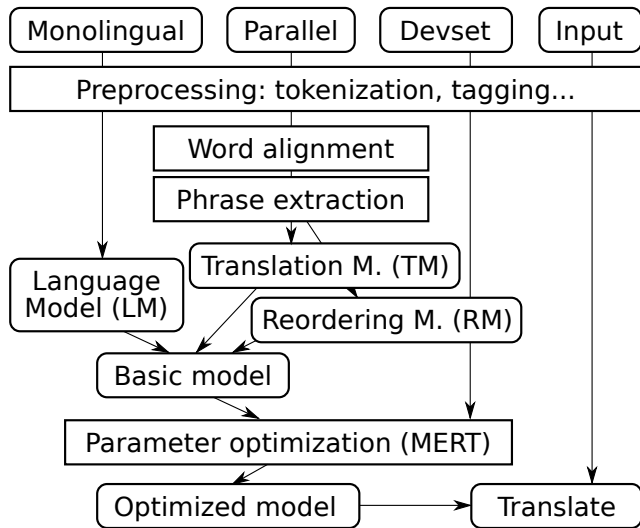 Monolingual
Parallel
Devset
Input
Preprocessing: tokenization, tagging...
Word alignment
Phrase extraction
Translation M. (TM)
Language
Model (LM)
Reordering M. (RM)
Basic model
Parameter optimization (MERT)
Optimized model
Translate